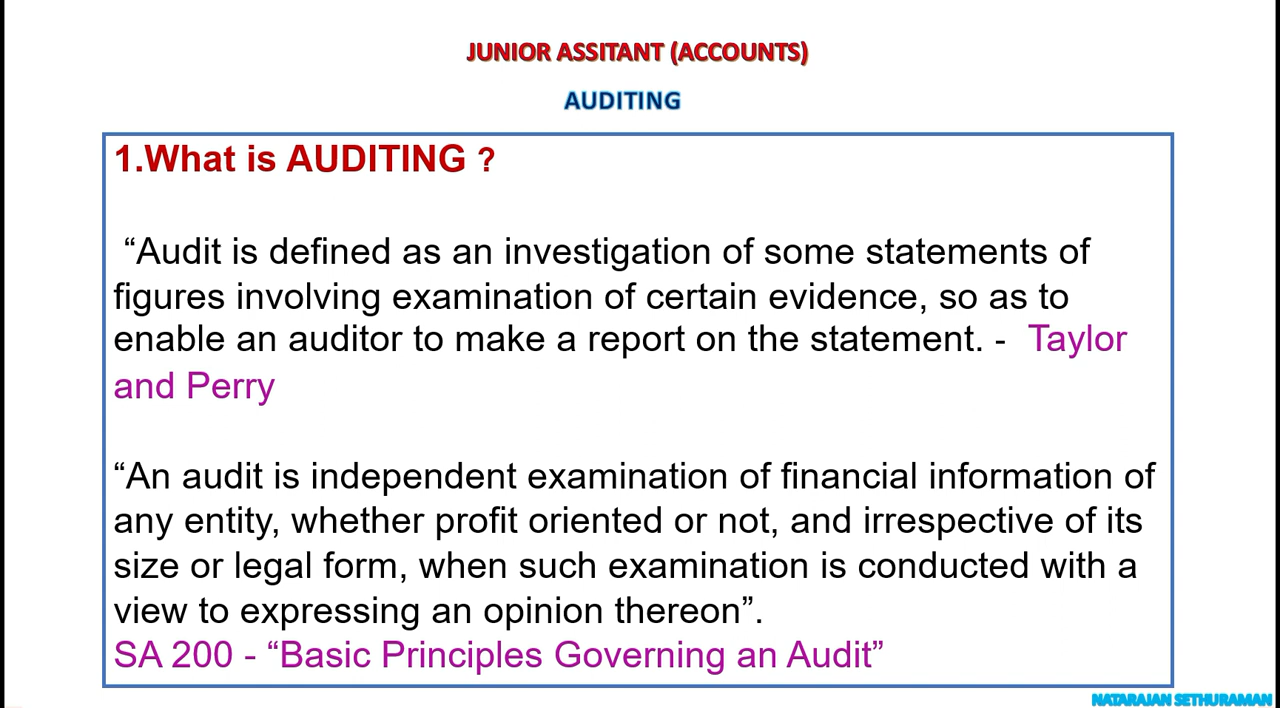 JUNIOR ASSITANT (ACCOUNTS)
AUDITING
1.What is AUDITING ?
“Audit is defined as an investigation of some statements of
figures involving examination of certain evidence, so as to
enable an auditor to make a report on the statement. - Taylor
and Perry
“An audit is independent examination of financial information of
any entity, whether profit oriented or not, and irrespective of its
size or legal form, when such examination is conducted with a
view to expressing an opinion thereon”.
SA 200 - “Basic Principles Governing an Audit”
NATARAJAN SETHURAMAN